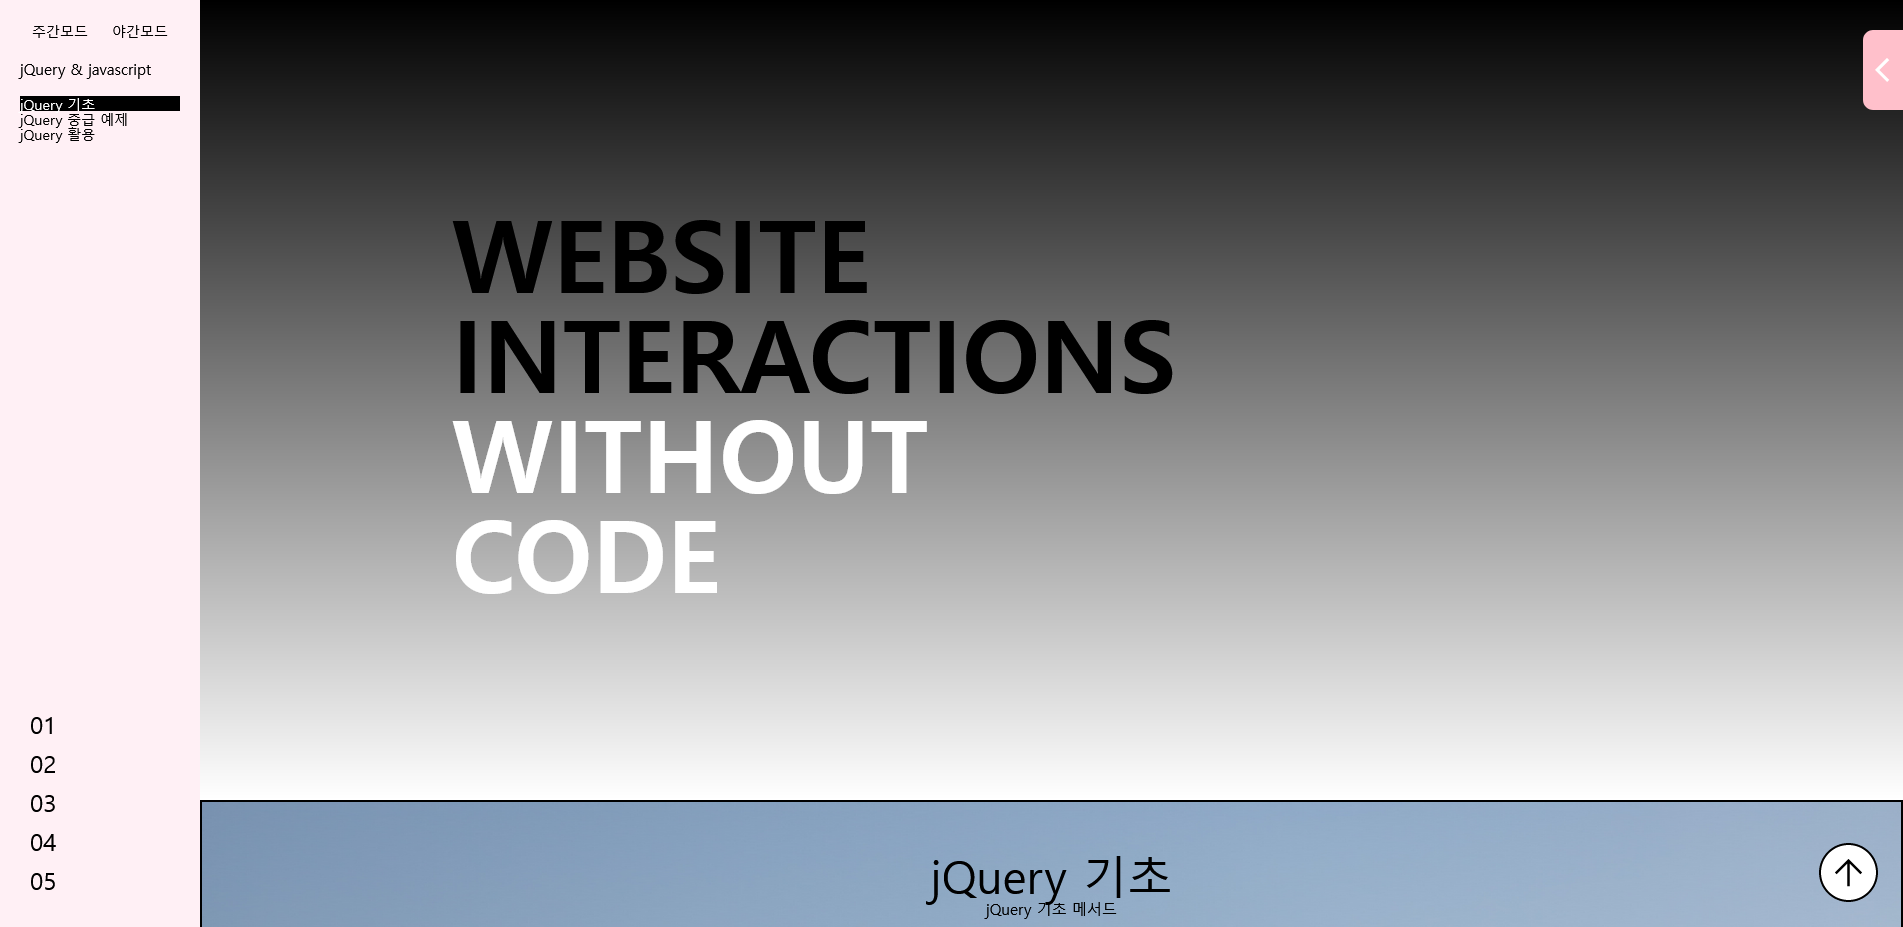 주간모드 야간모드
jQuery & javascript
jQuery 기초
jQuery 중급 예제
jQuery 활용
01
02
03
04
05
WEBSITE
INTERACTIONS
WITHOUT
CODE
jQuery 기초
jQuery 기초 메서드